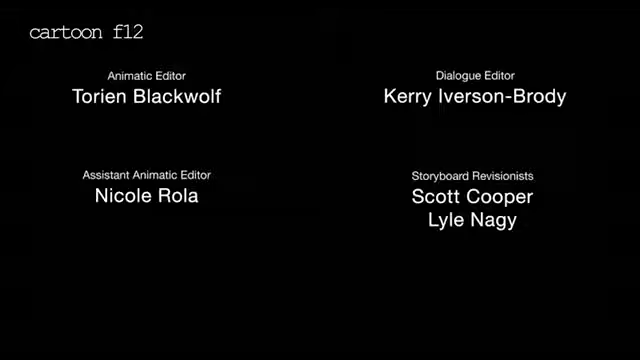 cartoon f12
Animatic Editor
Torien Blackwolf
Dialogue Editor
Kerry Iverson-Brody
Assistant Animatic Editor
Nicole Rola
Storyboard Revisionists
Scott Cooper
Lyle Nagy